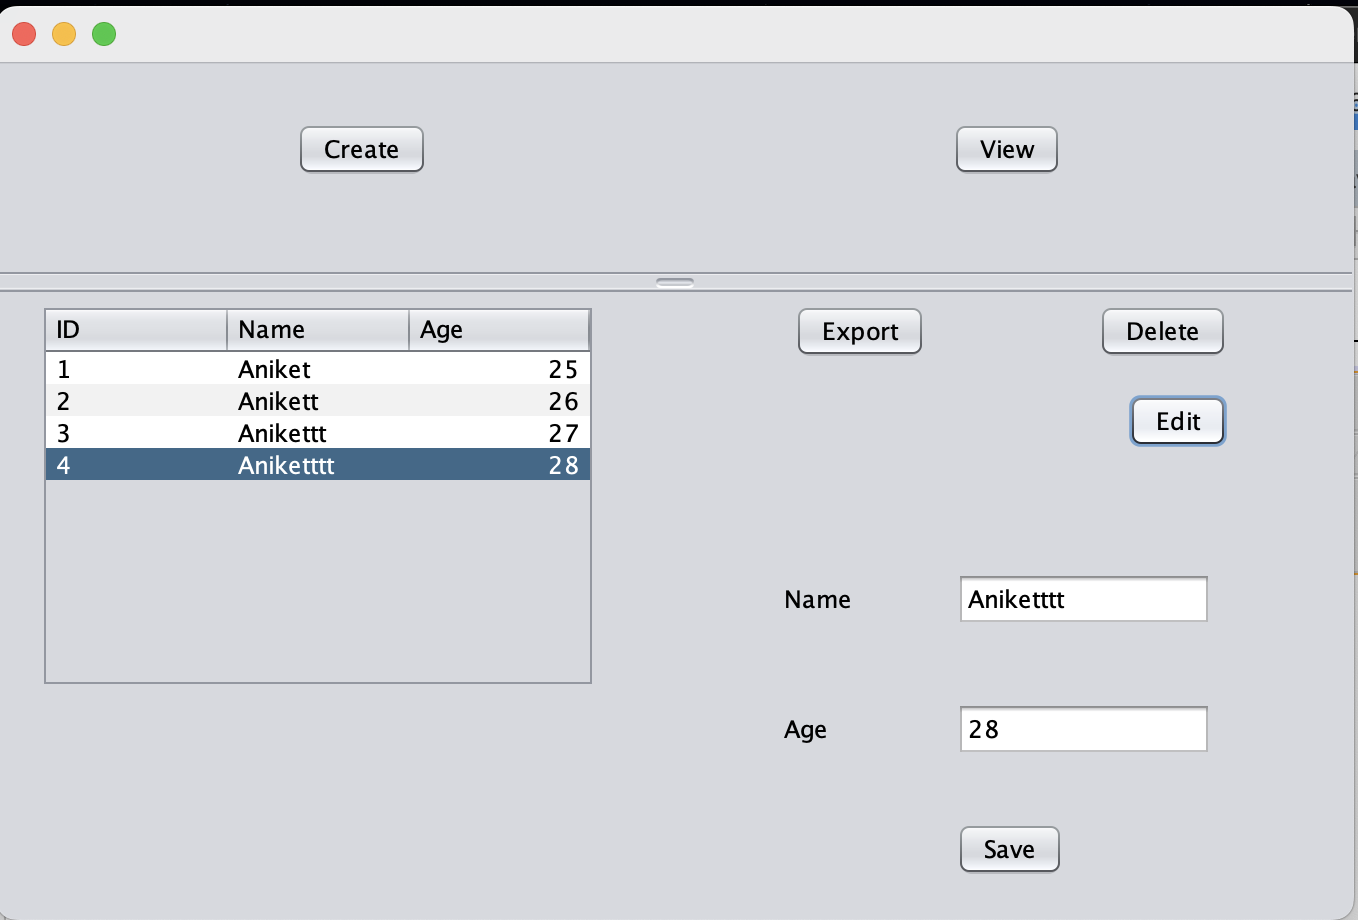 Create View
ID Name Age
1 Aniket 25
2 Anikett 26
3 Anikettt 27
4 Aniketttt 28
Export Delete
Edit
Name Aniketttt
Age 28
Save